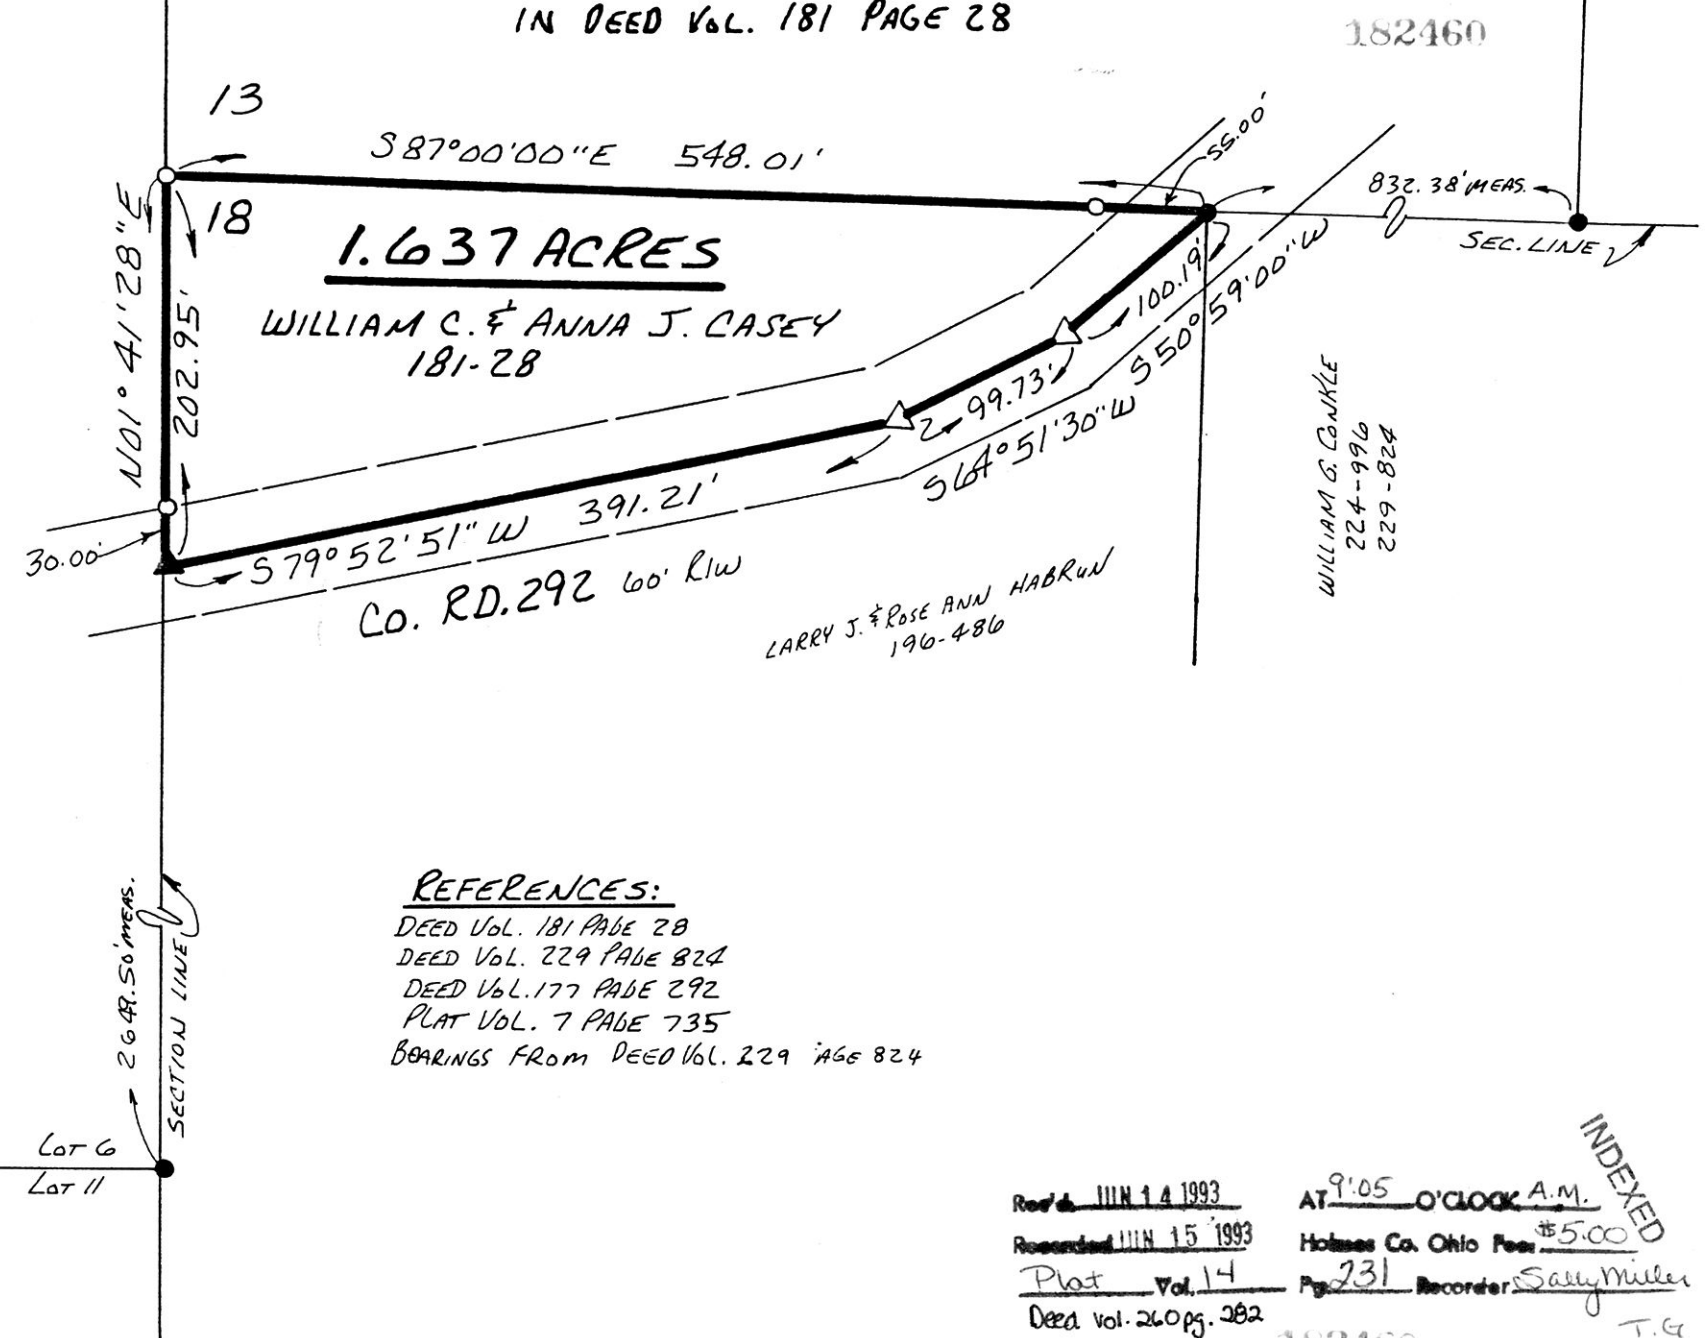 IN DEED VOL. 181 PAGE 28
182460
13
S87°00'00"E 548.01'
55.00'
832.38' MEAS.
SEC. LINE
18
1.637 ACRES
WILLIAM C. & ANNA J. CASEY
181-28
N01°41'28"E
202.95'
100.19'
S50°59'00"W
99.73'
S64°51'30"W
391.21'
S79°52'51"W
30.00'
CO. RD. 292 60' R/W
LARRY J. & ROSE ANN HABRUN
196-486
WILLIAM G. CONKLE
224-996
229-824
REFERENCES:
DEED VOL. 181 PAGE 28
DEED VOL. 229 PAGE 824
DEED VOL. 177 PAGE 292
PLAT VOL. 7 PAGE 735
BEARINGS FROM DEED VOL. 229 AGE 824
2649.50' MEAS.
SECTION LINE
LOT 6
LOT 11
INDEXED
Rec'd JUN 14 1993 AT 9:05 O'CLOCK A.M.
Recorded JUN 15 1993 Holmes Co. Ohio Fee $5.00
Plat Vol. 14 Pg. 231 Recorder Sally Miller
Deed vol. 260 pg. 282
T.G